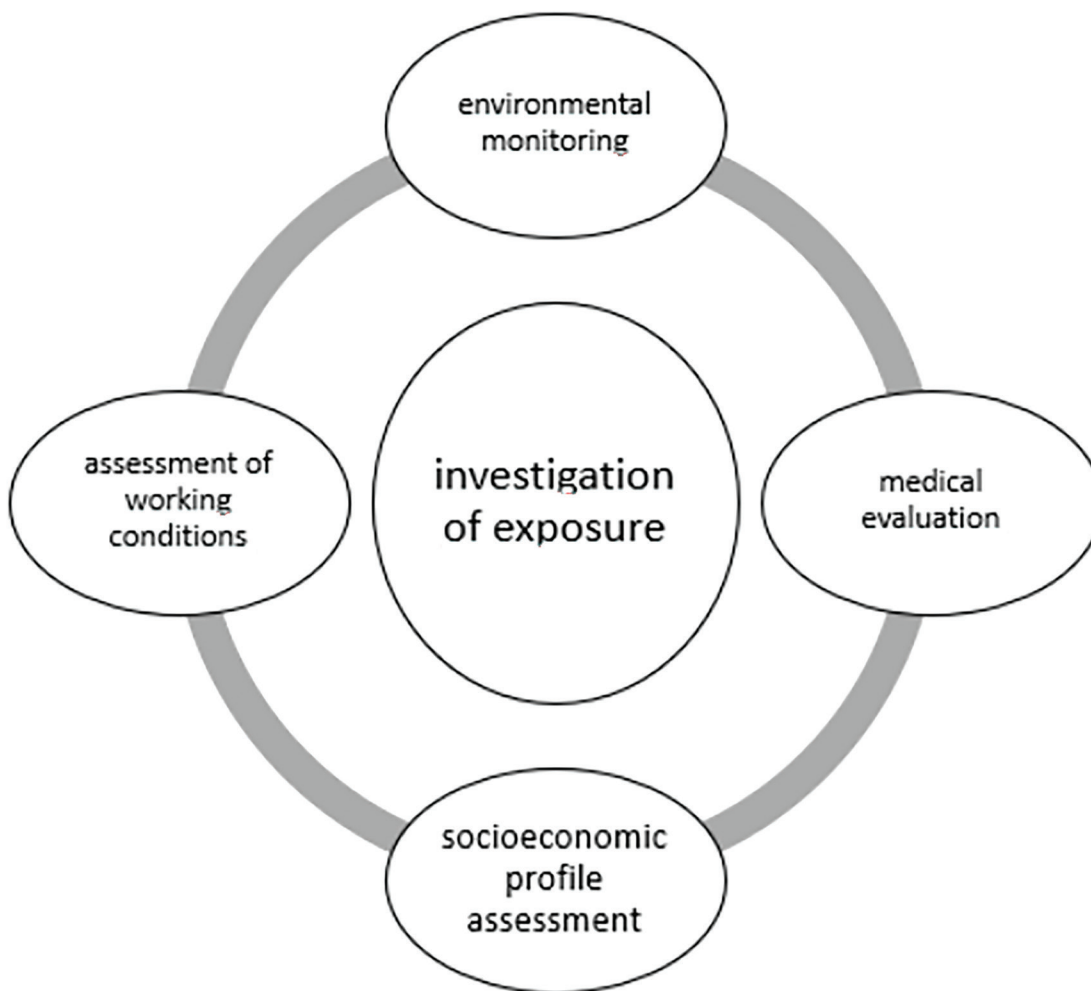 environmental
monitoring
assessment of
working
conditions
investigation
of exposure
medical
evaluation
socioeconomic
profile
assessment